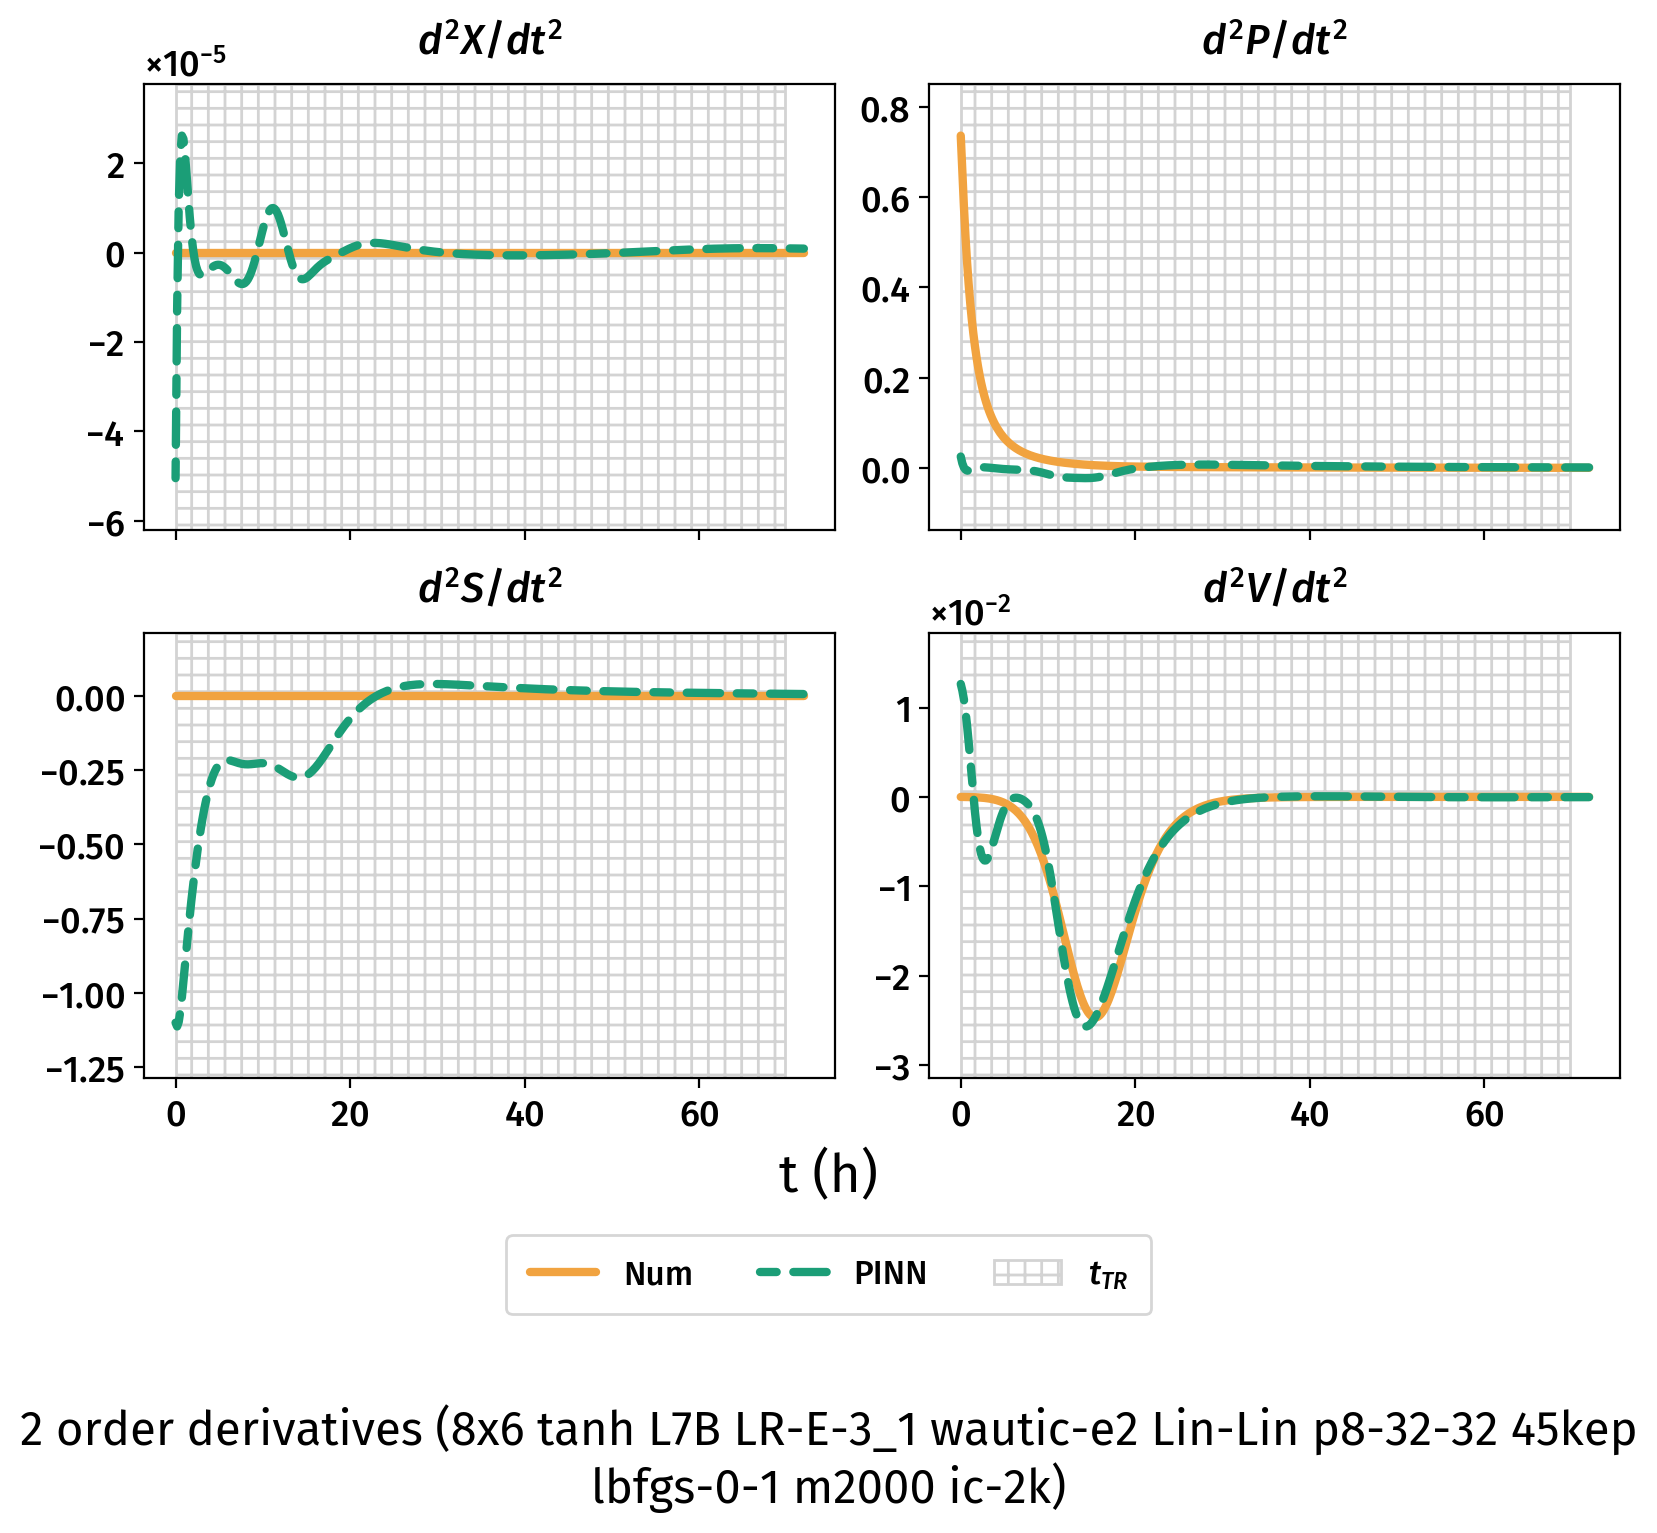 d²X/dt²
×10⁻⁵
2
0
−2
−4
−6
d²P/dt²
0.8
0.6
0.4
0.2
0.0
d²S/dt²
0.00
−0.25
−0.50
−0.75
−1.00
−1.25
0 20 40 60
d²V/dt²
×10⁻²
1
0
−1
−2
−3
0 20 40 60
t (h)
Num PINN t_TR
2 order derivatives (8x6 tanh L7B LR-E-3_1 wautic-e2 Lin-Lin p8-32-32 45kep
lbfgs-0-1 m2000 ic-2k)